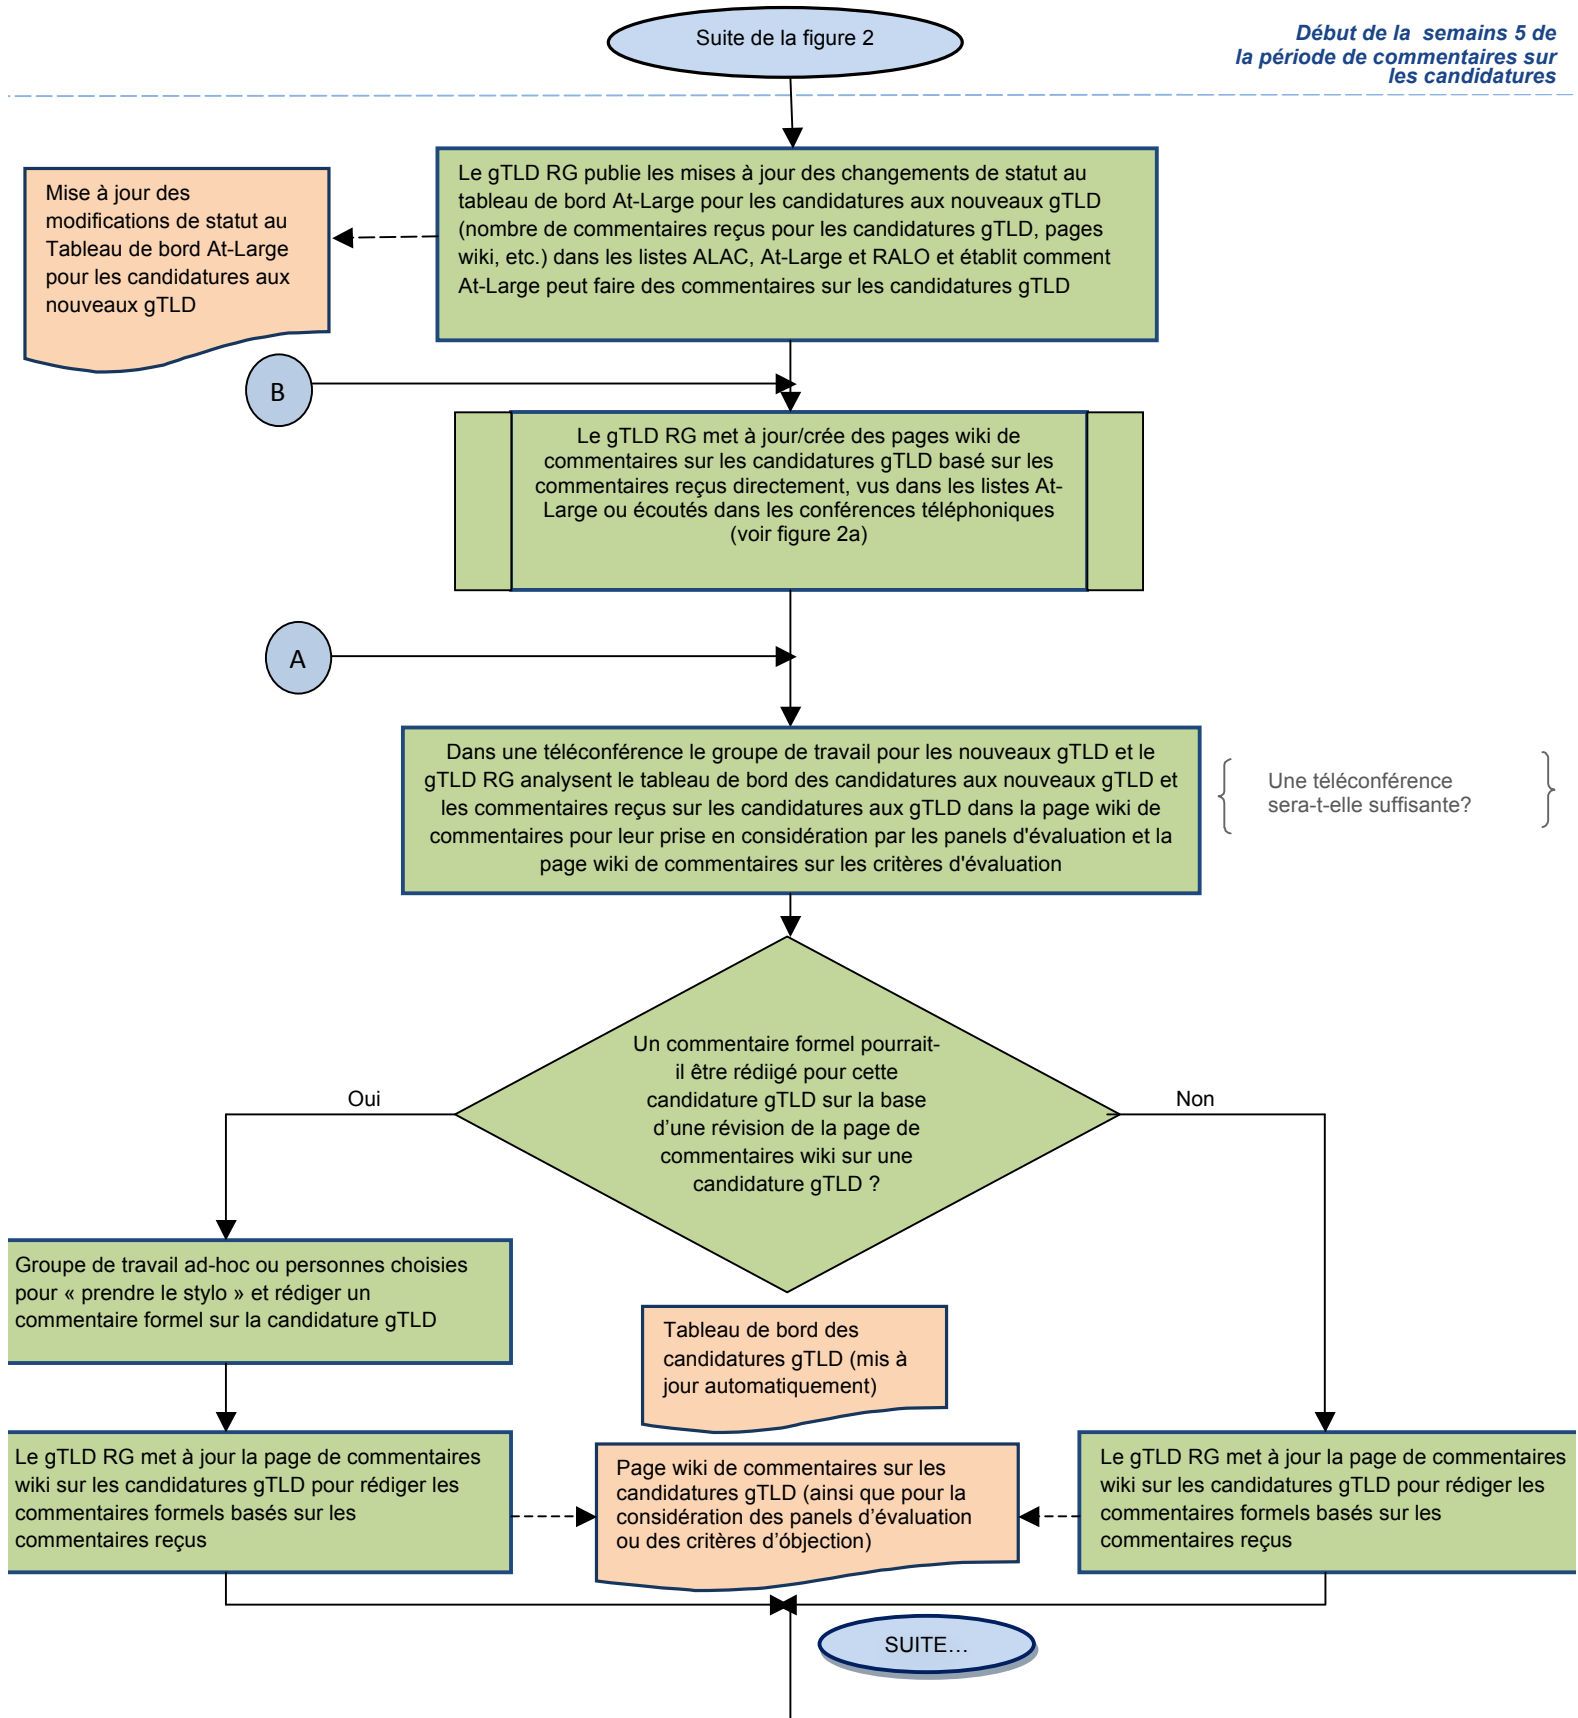 Suite de la figure 2
Début de la semains 5 de
la période de commentaires sur
les candidatures
Le gTLD RG publie les mises à jour des changements de statut au
tableau de bord At-Large pour les candidatures aux nouveaux gTLD
(nombre de commentaires reçus pour les candidatures gTLD, pages
wiki, etc.) dans les listes ALAC, At-Large et RALO et établit comment
At-Large peut faire des commentaires sur les candidatures gTLD
Mise à jour des
modifications de statut au
Tableau de bord At-Large
pour les candidatures aux
nouveaux gTLD
B
Le gTLD RG met à jour/crée des pages wiki de
commentaires sur les candidatures gTLD basé sur les
commentaires reçus directement, vus dans les listes At-
Large ou écoutés dans les conférences téléphoniques
(voir figure 2a)
A
Dans une téléconférence le groupe de travail pour les nouveaux gTLD et le
gTLD RG analysent le tableau de bord des candidatures aux nouveaux gTLD et
les commentaires reçus sur les candidatures aux gTLD dans la page wiki de
commentaires pour leur prise en considération par les panels d'évaluation et la
page wiki de commentaires sur les critères d'évaluation
Une téléconférence
sera-t-elle suffisante?
Un commentaire formel pourrait-
il être rédiigé pour cette
candidature gTLD sur la base
d’une révision de la page de
commentaires wiki sur une
candidature gTLD ?
Oui
Non
Groupe de travail ad-hoc ou personnes choisies
pour « prendre le stylo » et rédiger un
commentaire formel sur la candidature gTLD
Tableau de bord des
candidatures gTLD (mis à
jour automatiquement)
Le gTLD RG met à jour la page de commentaires
wiki sur les candidatures gTLD pour rédiger les
commentaires formels basés sur les
commentaires reçus
Page wiki de commentaires sur les
candidatures gTLD (ainsi que pour la
considération des panels d’évaluation
ou des critères d’óbjection)
Le gTLD RG met à jour la page de commentaires
wiki sur les candidatures gTLD pour rédiger les
commentaires formels basés sur les
commentaires reçus
SUITE…